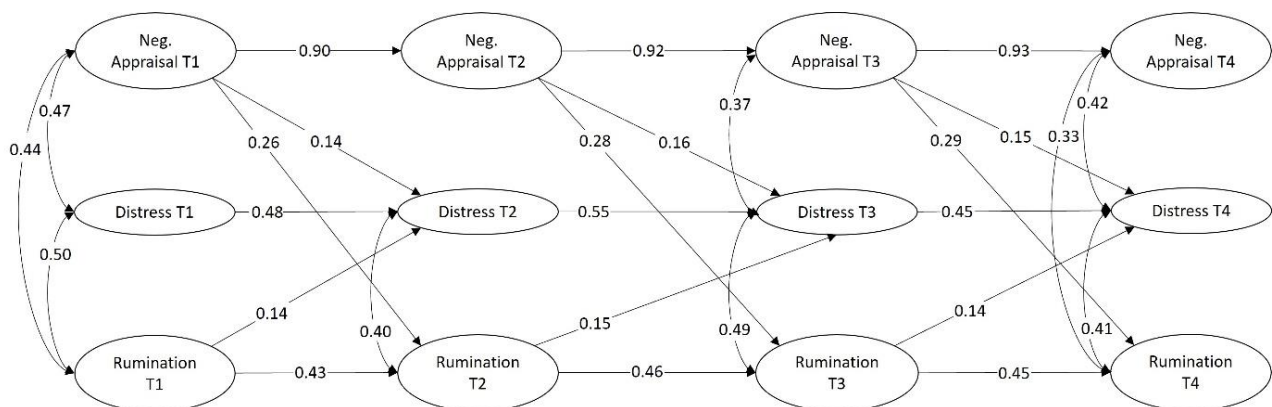 Neg.
Appraisal T1
0.90
Neg.
Appraisal T2
0.92
Neg.
Appraisal T3
0.93
Neg.
Appraisal T4
0.47
0.44
0.26
0.14
0.28
0.16
0.37
0.29
0.15
0.33
0.42
Distress T1
0.48
Distress T2
0.55
Distress T3
0.45
Distress T4
0.50
0.14
0.40
0.15
0.49
0.14
0.41
Rumination
T1
0.43
Rumination
T2
0.46
Rumination
T3
0.45
Rumination
T4